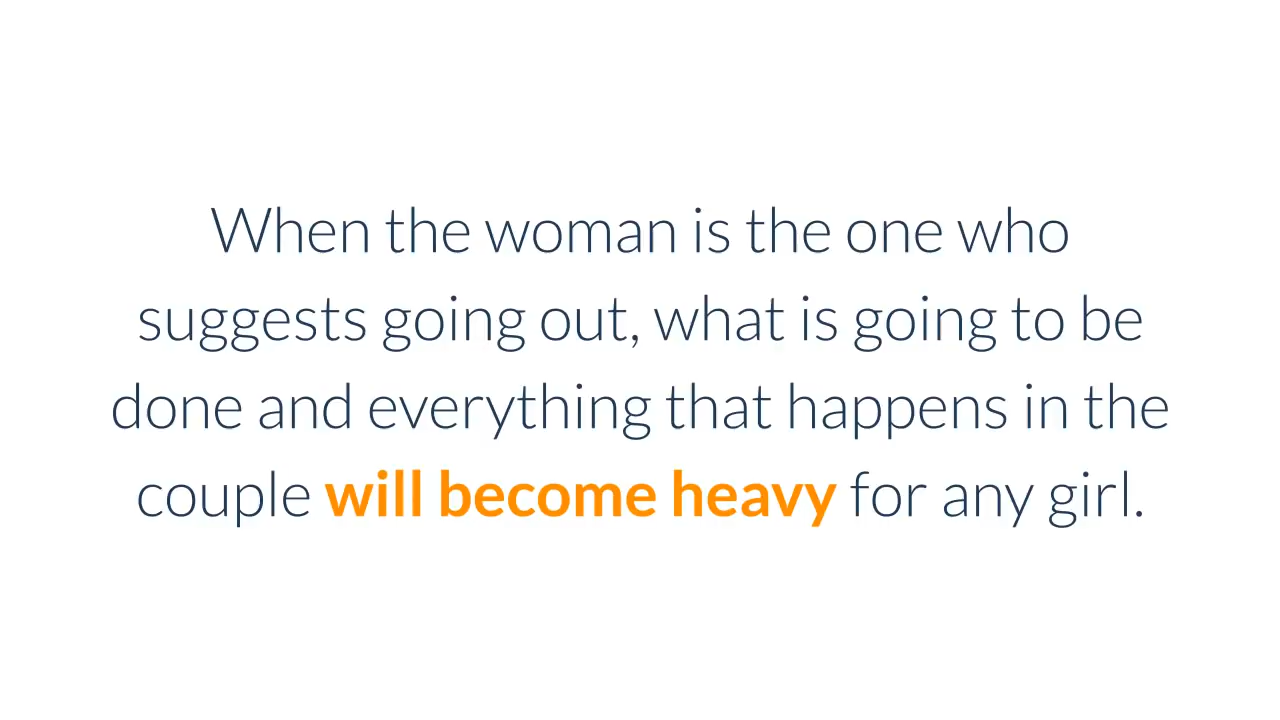 When the woman is the one who
suggests going out, what is going to be
done and everything that happens in the
couple will become heavy for any girl.